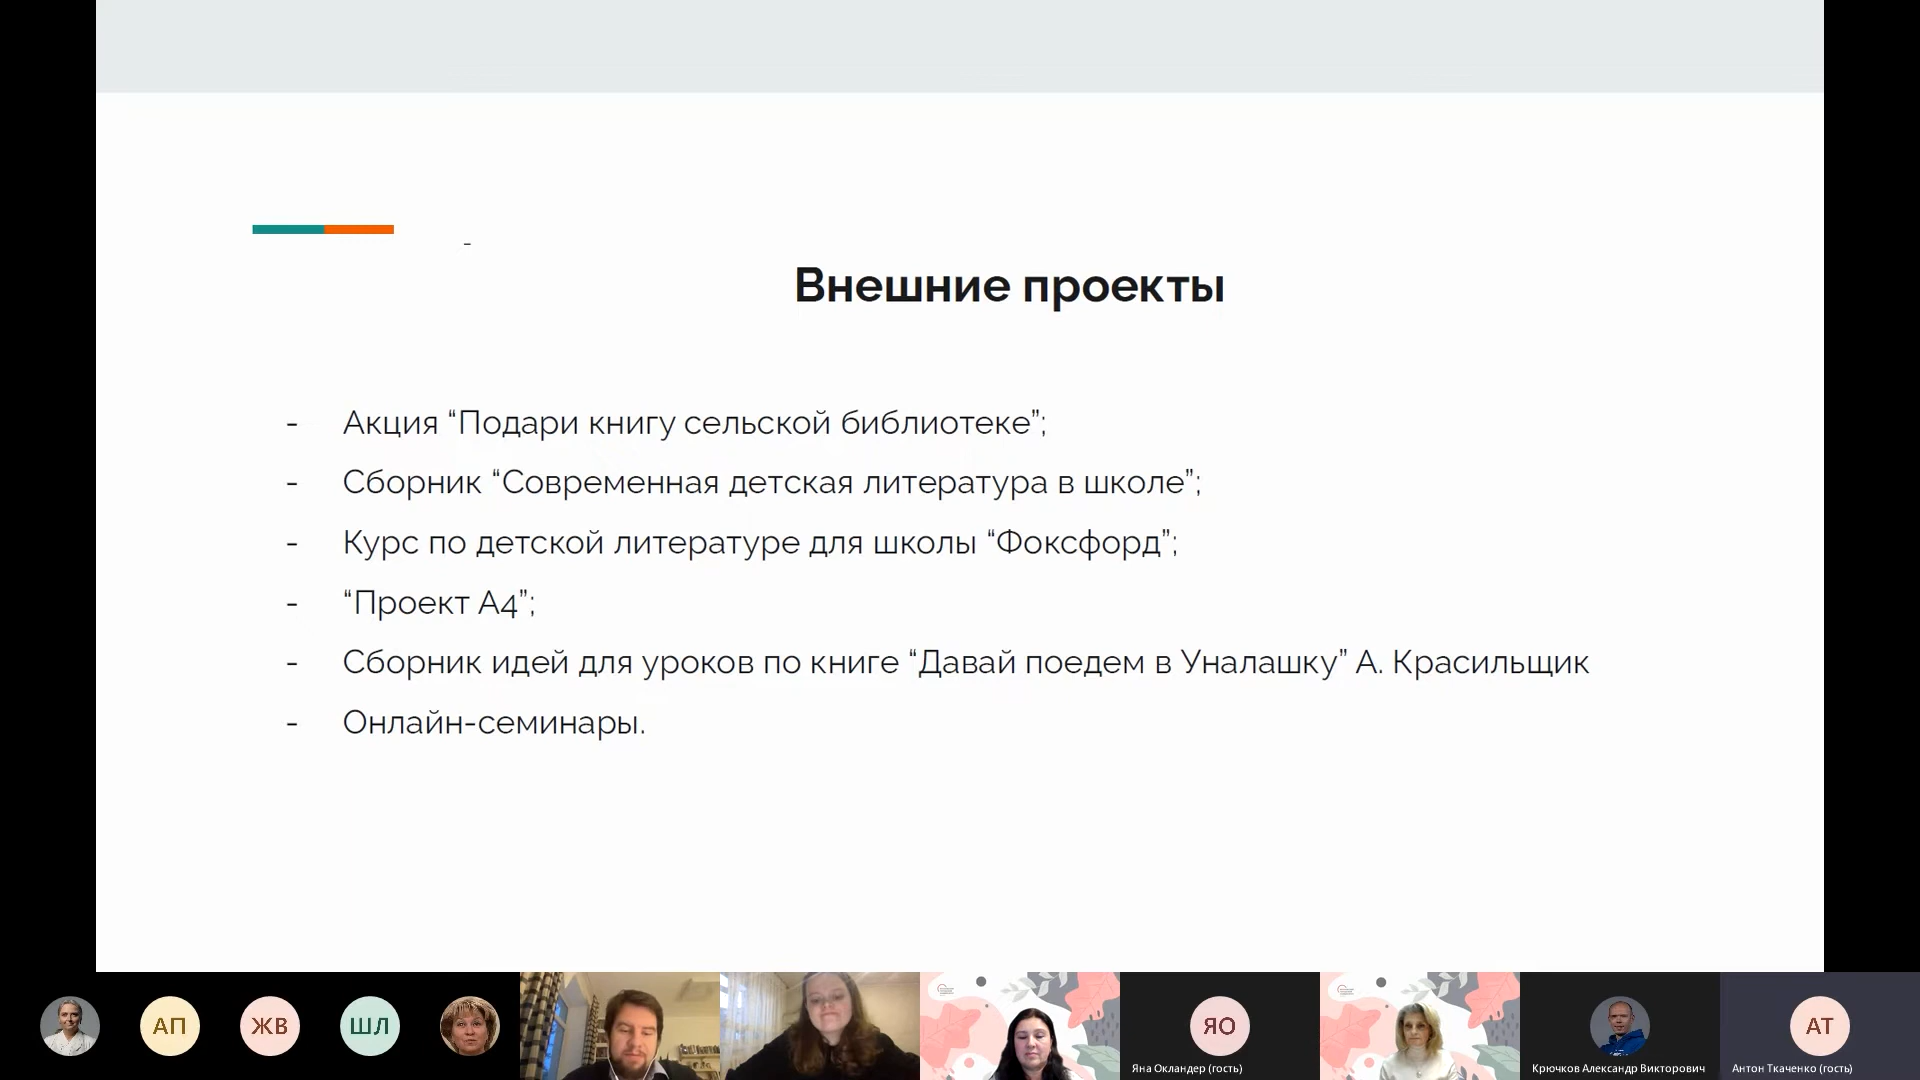 -
Внешние проекты
- Акция “Подари книгу сельской библиотеке”;
- Сборник “Современная детская литература в школе”;
- Курс по детской литературе для школы “Фоксфорд”;
- “Проект А4”;
- Сборник идей для уроков по книге “Давай поедем в Уналашку” А. Красильщик
- Онлайн-семинары.
АП
ЖВ
ШЛ
ЯО
АТ
Яна Окландер (гость)
Крючков Александр Викторович
Антон Ткаченко (гость)